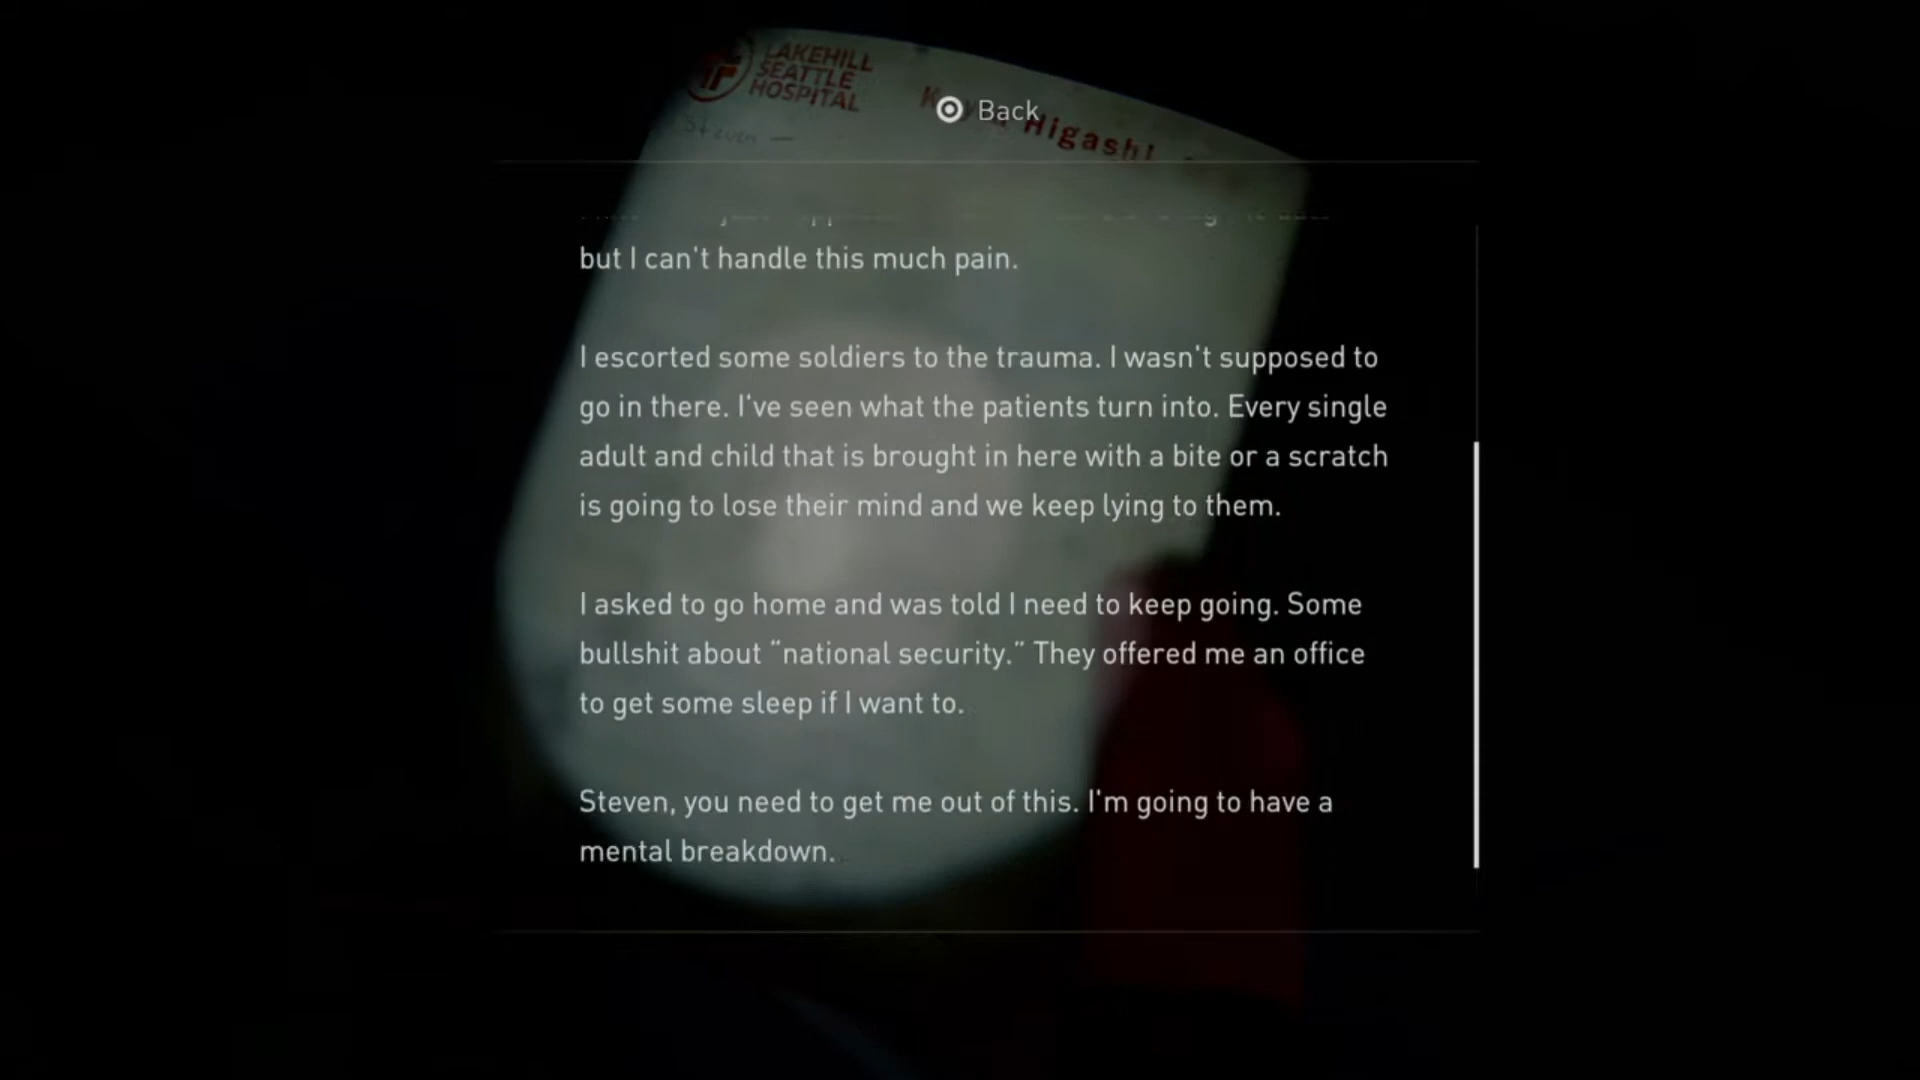 LAKEHILL
SEATTLE
HOSPITAL
Higashi
Back
Steven —
but I can't handle this much pain.
I escorted some soldiers to the trauma. I wasn't supposed to
go in there. I've seen what the patients turn into. Every single
adult and child that is brought in here with a bite or a scratch
is going to lose their mind and we keep lying to them.
I asked to go home and was told I need to keep going. Some
bullshit about “national security.” They offered me an office
to get some sleep if I want to.
Steven, you need to get me out of this. I'm going to have a
mental breakdown.